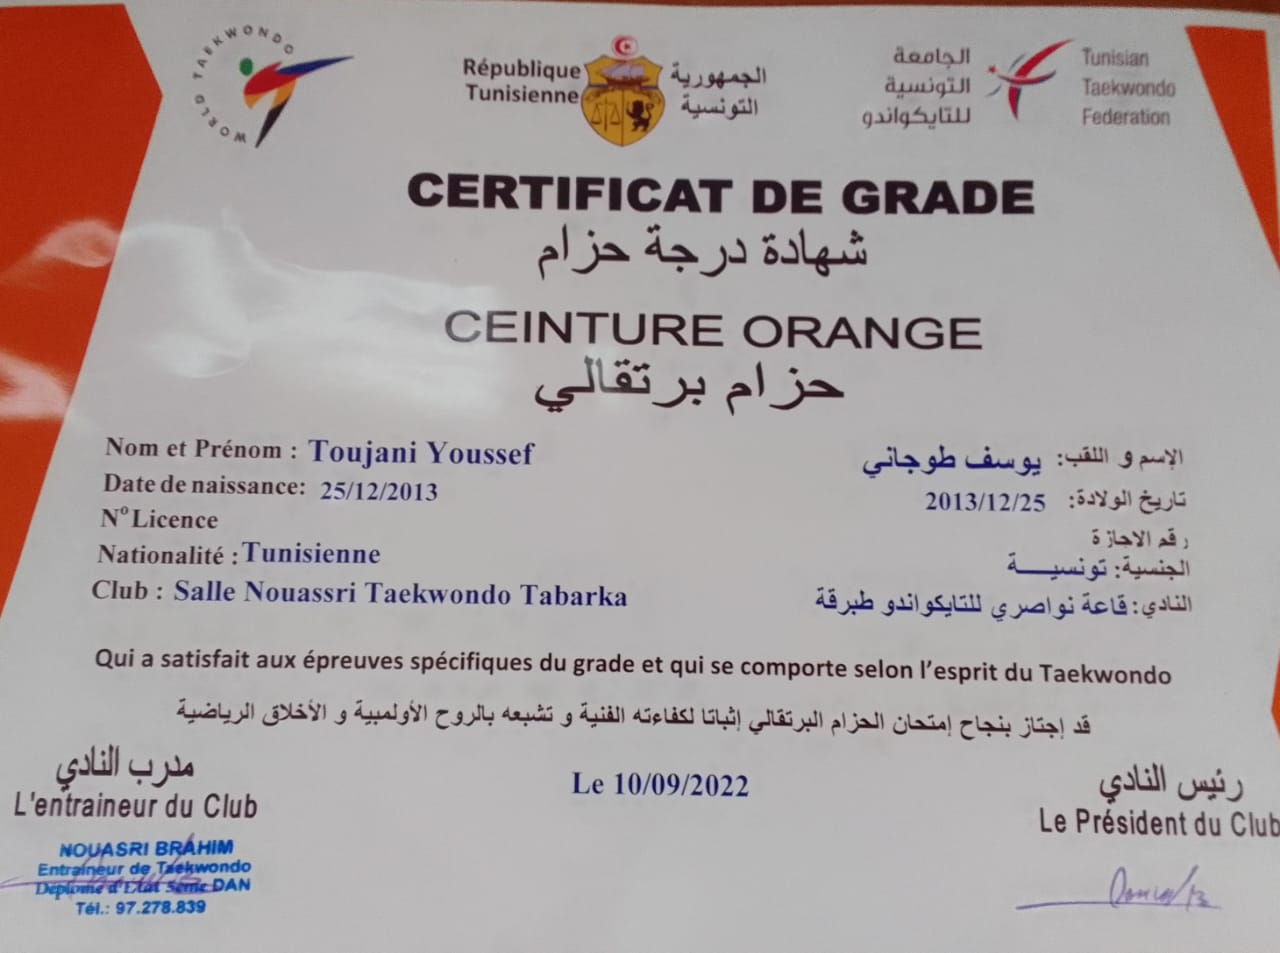 WORLD TAEKWONDO
République
Tunisienne
الجمهورية
التونسية
الجامعة
التونسية
للتايكواندو
Tunisian
Taekwondo
Federation
CERTIFICAT DE GRADE
شهادة درجة حزام
CEINTURE ORANGE
حزام برتقالي
Nom et Prénom : Toujani Youssef
الإسم و اللقب: يوسف طوجاني
Date de naissance: 25/12/2013
تاريخ الولادة: 2013/12/25
N° Licence
رقم الاجازة
Nationalité : Tunisienne
الجنسية: تونسيـــة
Club : Salle Nouassri Taekwondo Tabarka
النادي: قاعة نواصري للتايكواندو طبرقة
Qui a satisfait aux épreuves spécifiques du grade et qui se comporte selon l'esprit du Taekwondo
قد إجتاز بنجاح إمتحان الحزام البرتقالي إثباتا لكفاءته الفنية و تشبعه بالروح الأولمبية و الأخلاق الرياضية
مدرب النادي
L'entraineur du Club
Le 10/09/2022
رئيس النادي
Le Président du Club
NOUASRI BRAHIM
Entraineur de Taekwondo
Diplome d'Etat 5ème DAN
Tél.: 97.278.839